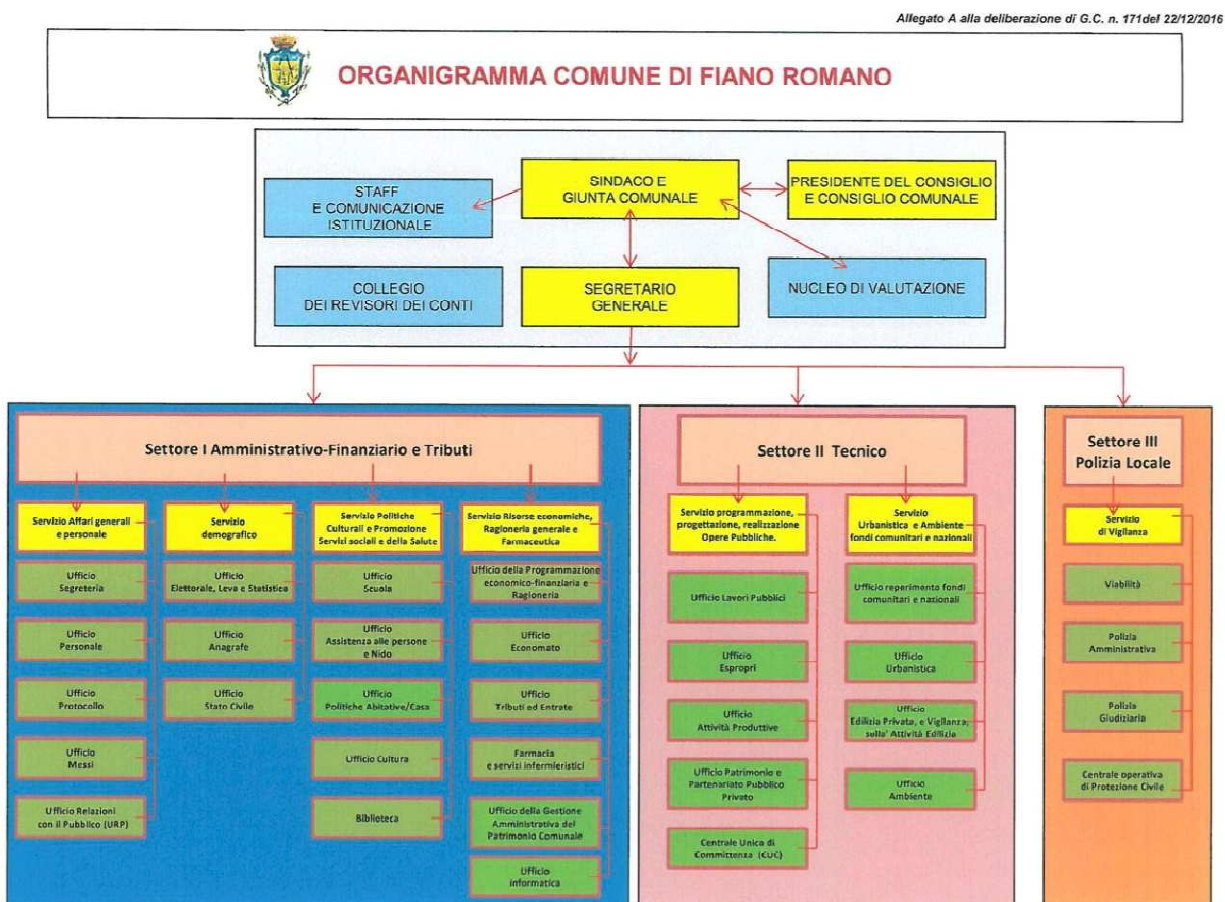 Allegato A alla deliberazione di G.C. n. 171del 22/12/2016
ORGANIGRAMMA COMUNE DI FIANO ROMANO
STAFF
E COMUNICAZIONE
ISTITUZIONALE
SINDACO E
GIUNTA COMUNALE
PRESIDENTE DEL CONSIGLIO
E CONSIGLIO COMUNALE
COLLEGIO
DEI REVISORI DEI CONTI
SEGRETARIO
GENERALE
NUCLEO DI VALUTAZIONE
Settore I Amministrativo-Finanziario e Tributi
Servizio Affari generali
e personale
Ufficio
Segreteria
Ufficio
Personale
Ufficio
Protocollo
Ufficio
Messi
Ufficio Relazioni
con il Pubblico (URP)
Servizio
demografico
Ufficio
Elettorale, Leva e Statistica
Ufficio
Anagrafe
Ufficio
Stato Civile
Servizio Politiche
Culturali e Promozione
Servizi sociali e della Salute
Ufficio
Scuola
Ufficio
Assistenza alle persone
e Nido
Ufficio
Politiche Abitative/Casa
Ufficio Cultura
Biblioteca
Servizio Risorse economiche,
Ragioneria generale e
Farmaceutica
Ufficio della Programmazione
economico-finanziaria e
Ragioneria
Ufficio
Economato
Ufficio
Tributi ed Entrate
Farmacia
e servizi infermieristici
Ufficio della Gestione
Amministrativa del
Patrimonio Comunale
Ufficio
informatica
Settore II Tecnico
Servizio programmazione,
progettazione, realizzazione
Opere Pubbliche.
Ufficio Lavori Pubblici
Ufficio
Espropri
Ufficio
Attività Produttive
Ufficio Patrimonio e
Partenariato Pubblico
Privato
Centrale Unica di
Committenza (CUC)
Servizio
Urbanistica e Ambiente
fondi comunitari e nazionali
Ufficio reperimento fondi
comunitari e nazionali
Ufficio
Urbanistica
Ufficio
Edilizia Privata, e Vigilanza,
sulla' Attività Edilizia
Ufficio
Ambiente
Settore III
Polizia Locale
Servizio
di Vigilanza
Viabilità
Polizia
Amministrativa
Polizia
Giudiziaria
Centrale operativa
di Protezione Civile